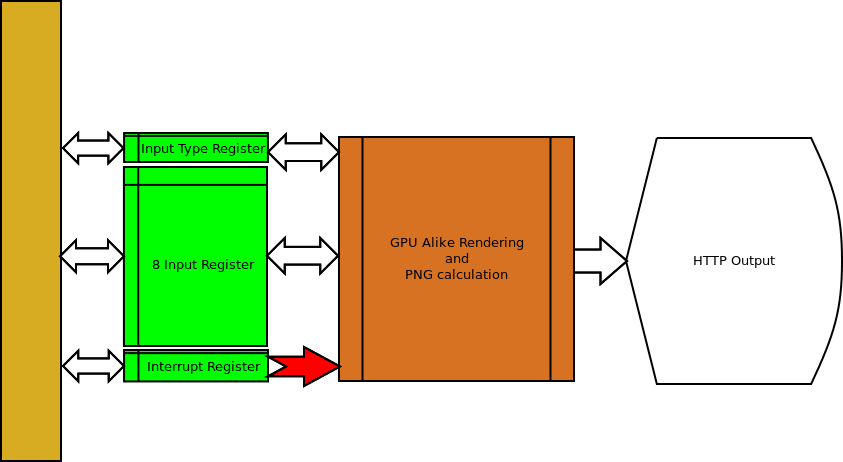 Input Type Register
8 Input Register
Interrupt Register
GPU Alike Rendering
and
PNG calculation
HTTP Output